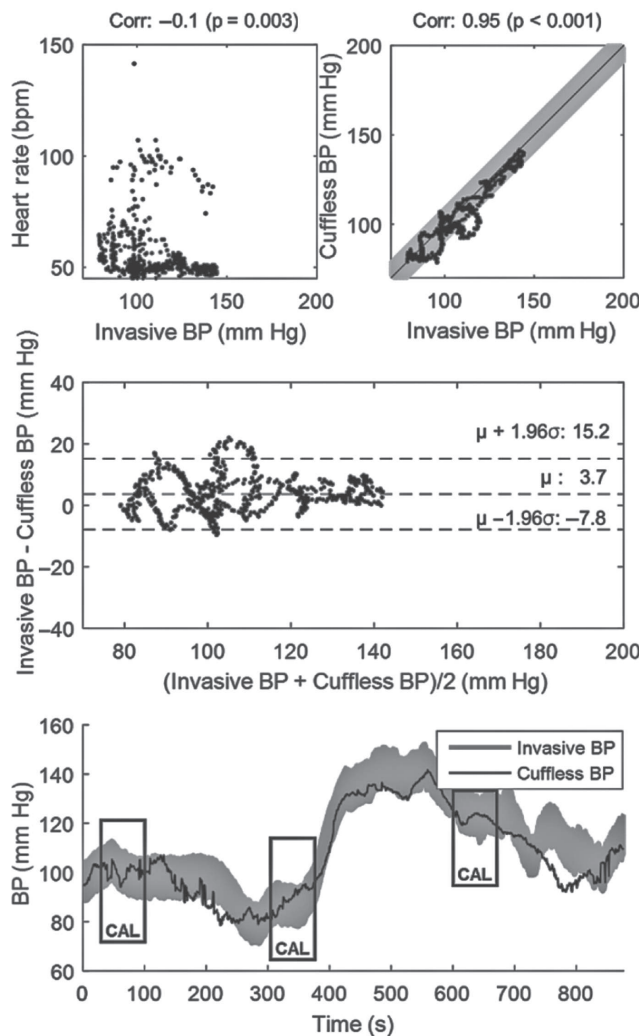 Corr: −0.1 (p = 0.003)
Heart rate (bpm)
150
100
50
100
150
200
Invasive BP (mm Hg)
Corr: 0.95 (p < 0.001)
Cuffless BP (mm Hg)
200
150
100
100
150
200
Invasive BP (mm Hg)
Invasive BP - Cuffless BP (mm Hg)
40
20
0
−20
−40
μ + 1.96σ: 15.2
μ : 3.7
μ −1.96σ: −7.8
80
100
120
140
160
180
200
(Invasive BP + Cuffless BP)/2 (mm Hg)
BP (mm Hg)
160
140
120
100
80
60
Invasive BP
Cuffless BP
CAL
CAL
CAL
0
100
200
300
400
500
600
700
800
Time (s)